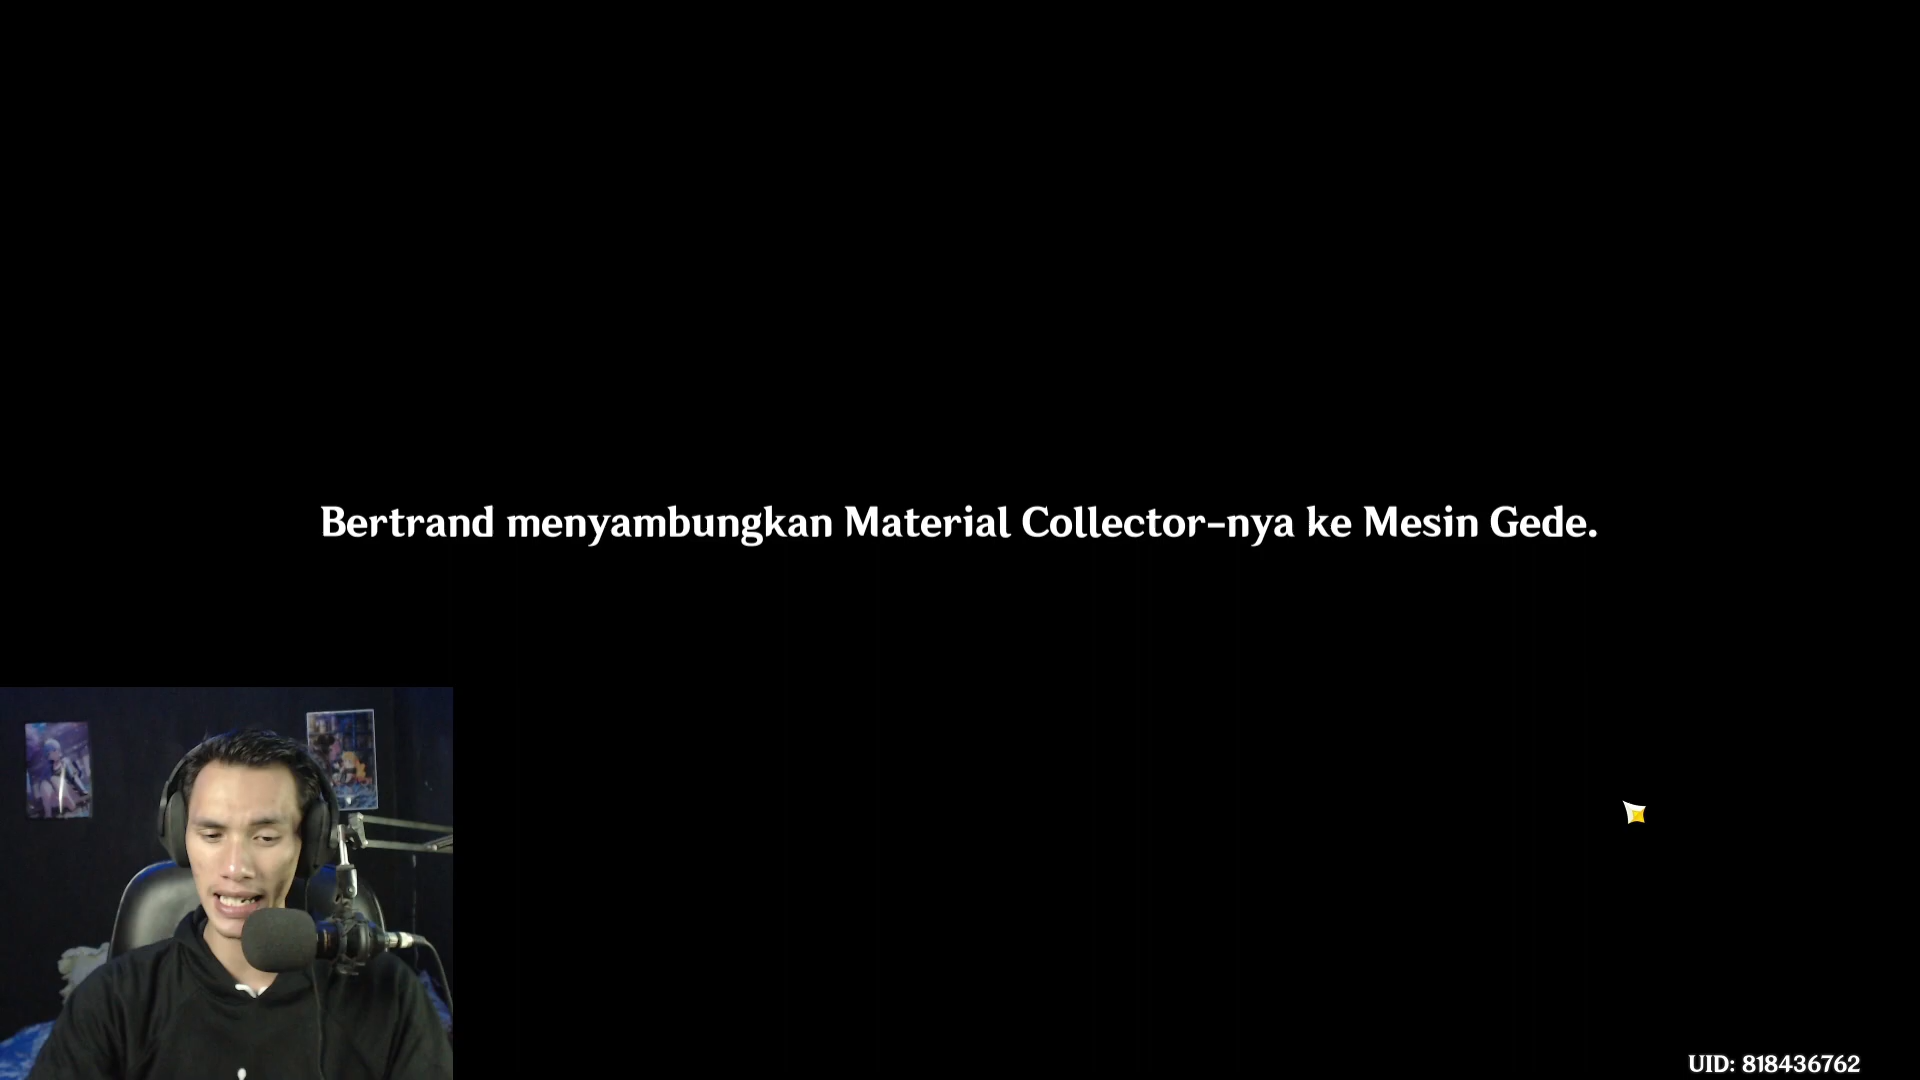 Bertrand menyambungkan Material Collector-nya ke Mesin Gede.
UID: 818436762